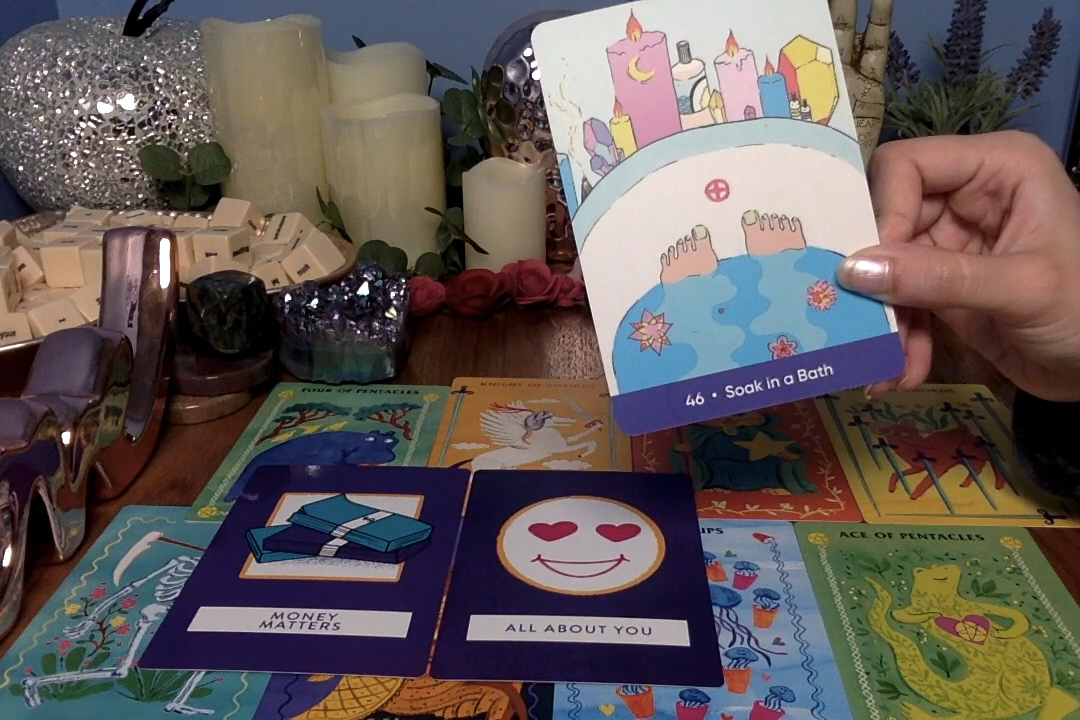 46 • Soak in a Bath
FOUR OF PENTACLES
KNIGHT OF SWORDS
MONEY
MATTERS
ALL ABOUT YOU
ACE OF PENTACLES